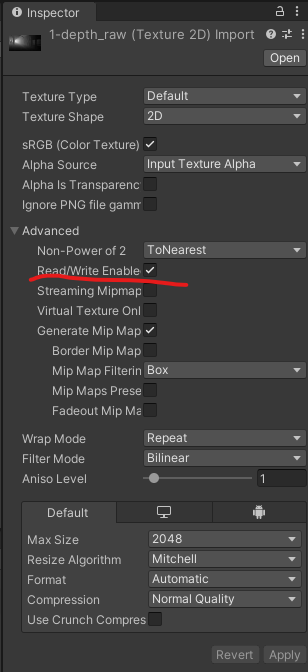 Inspector
1-depth_raw (Texture 2D) Import
Open
Texture Type Default
Texture Shape 2D
sRGB (Color Texture)
Alpha Source Input Texture Alpha
Alpha Is Transparenc
Ignore PNG file gamm
Advanced
Non-Power of 2 ToNearest
Read/Write Enable
Streaming Mipmap
Virtual Texture Onl
Generate Mip Map
Border Mip Map
Mip Map Filterin Box
Mip Maps Prese
Fadeout Mip Ma
Wrap Mode Repeat
Filter Mode Bilinear
Aniso Level 1
Default
Max Size 2048
Resize Algorithm Mitchell
Format Automatic
Compression Normal Quality
Use Crunch Compres
Revert Apply